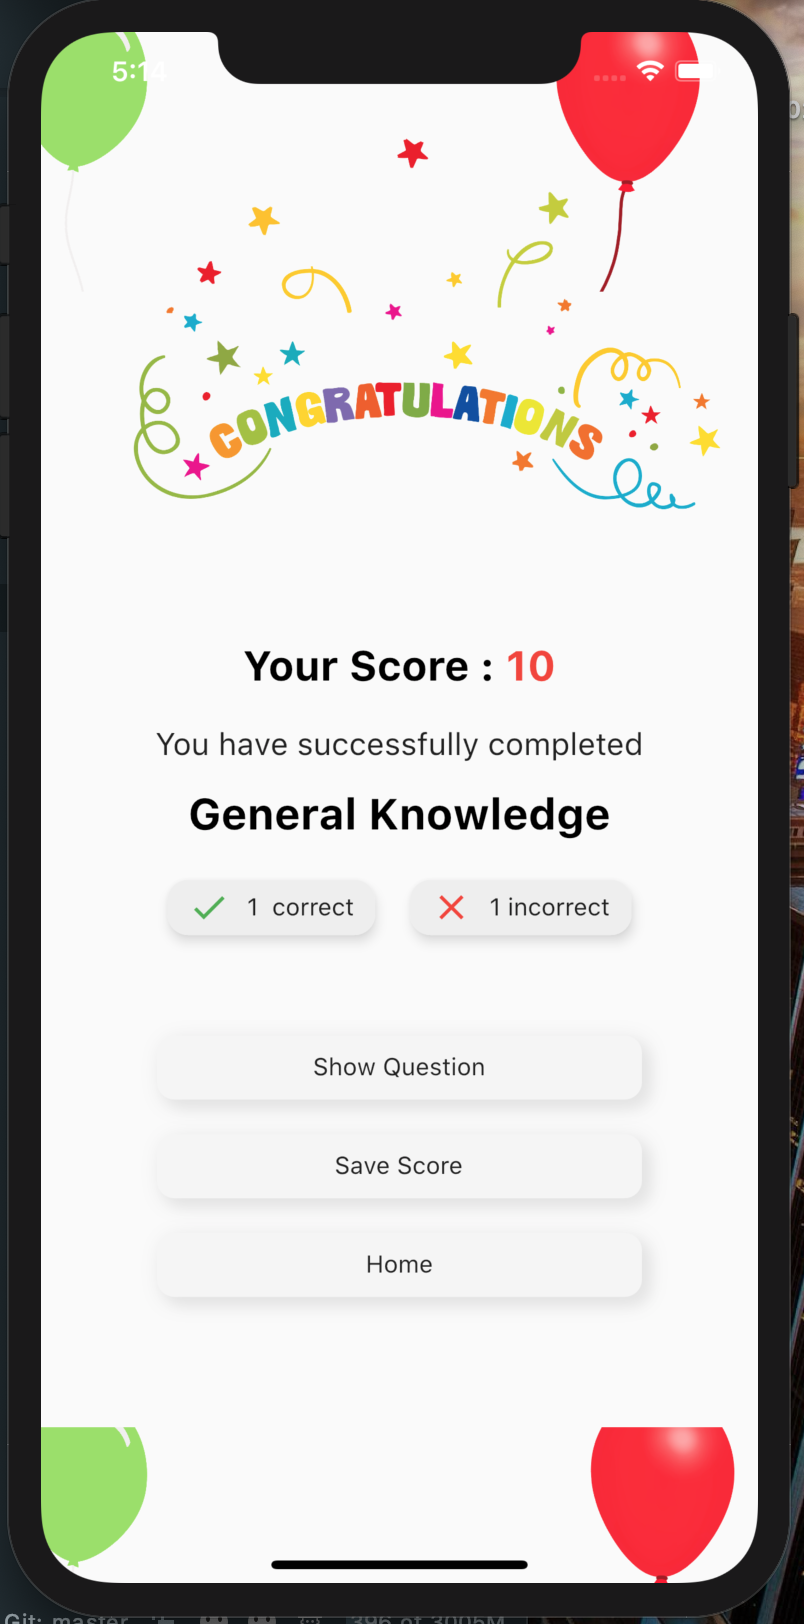 5:14
CONGRATULATIONS
Your Score : 10
You have successfully completed
General Knowledge
1 correct
1 incorrect
Show Question
Save Score
Home
Git: master
396 of 3005M